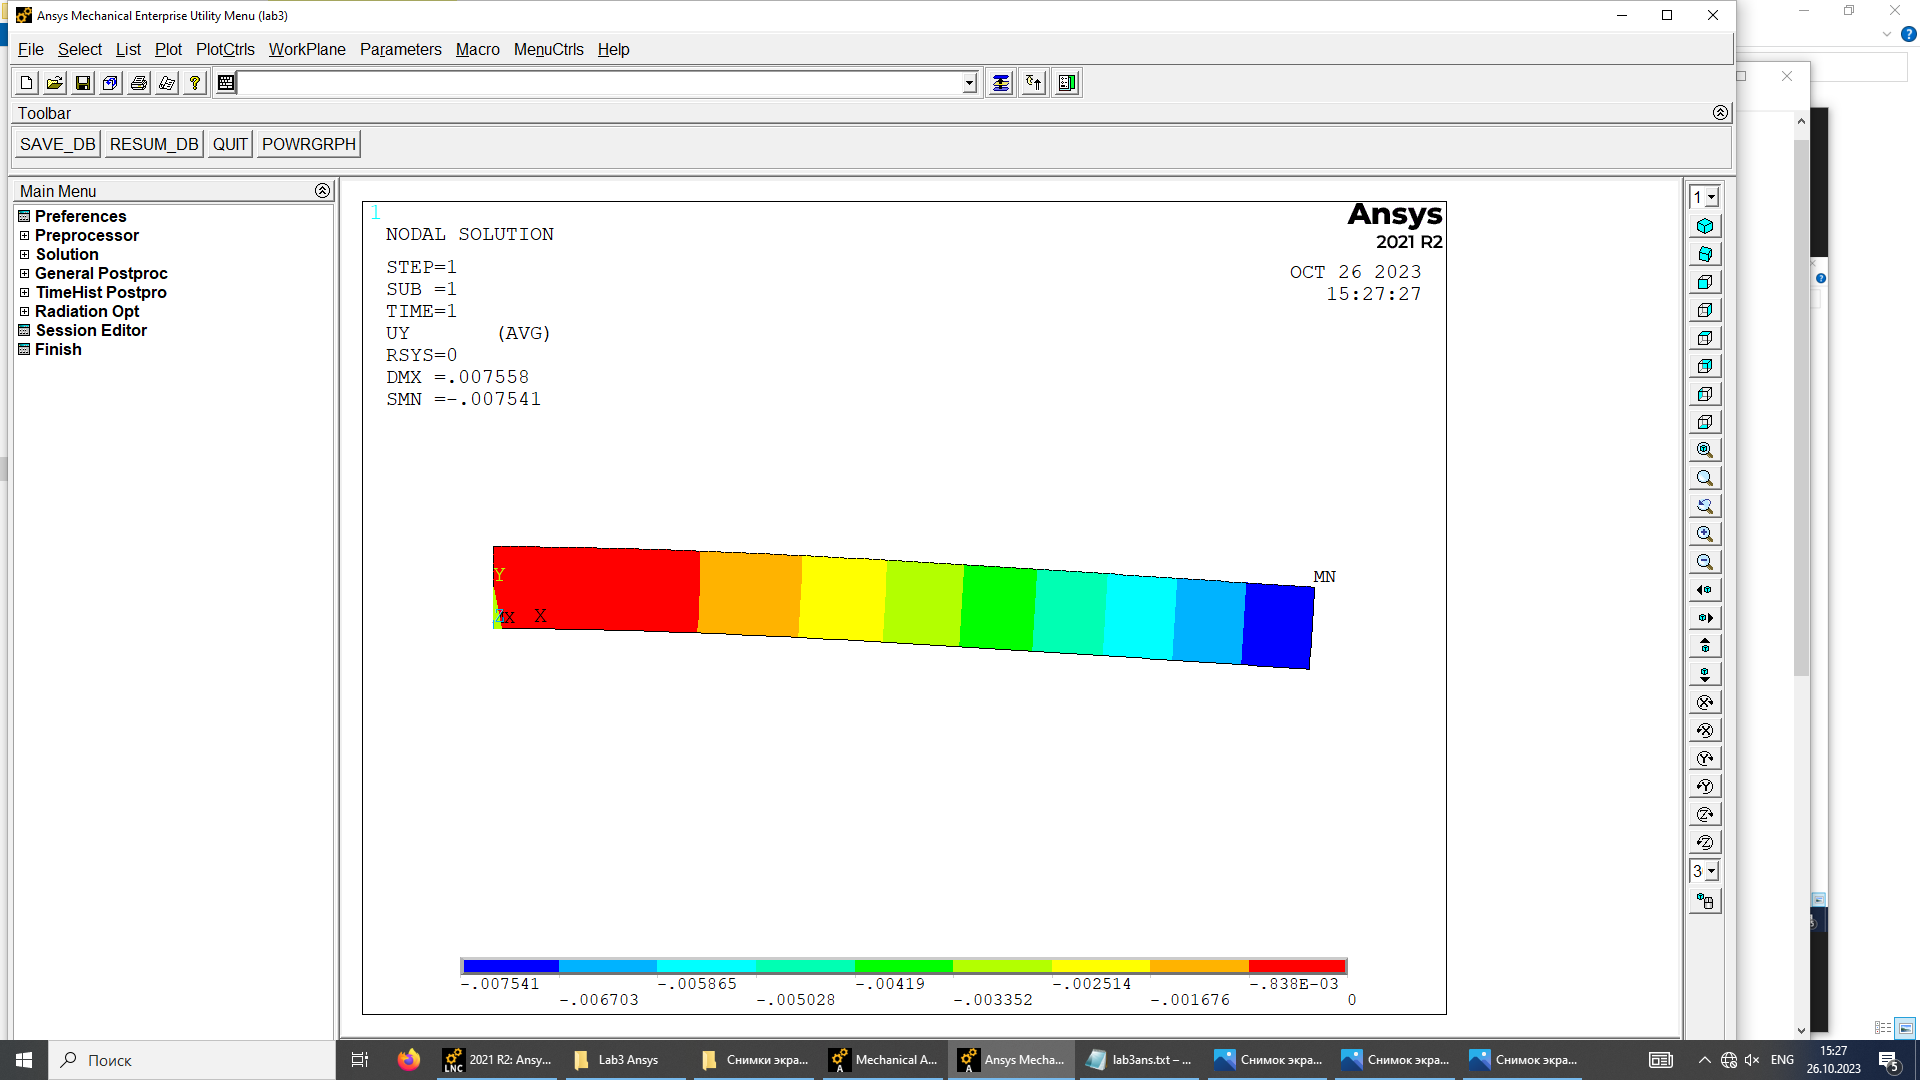 Ansys Mechanical Enterprise Utility Menu (lab3)
File Select List Plot PlotCtrls WorkPlane Parameters Macro MenuCtrls Help
Toolbar
SAVE_DB RESUM_DB QUIT POWRGRPH
Main Menu
Preferences
Preprocessor
Solution
General Postproc
TimeHist Postpro
Radiation Opt
Session Editor
Finish
1
NODAL SOLUTION
STEP=1
SUB =1
TIME=1
UY (AVG)
RSYS=0
DMX =.007558
SMN =-.007541
Ansys
2021 R2
OCT 26 2023
15:27:27
Y
MX X
MN
-.007541 -.005865 -.00419 -.002514 -.838E-03
-.006703 -.005028 -.003352 -.001676 0
1
3
Поиск
2021 R2: Ansy...
Lab3 Ansys
Снимки экра...
Mechanical A...
Ansys Mecha...
lab3ans.txt – ...
Снимок экра...
Снимок экра...
Снимок экра...
ENG
15:27
26.10.2023
5